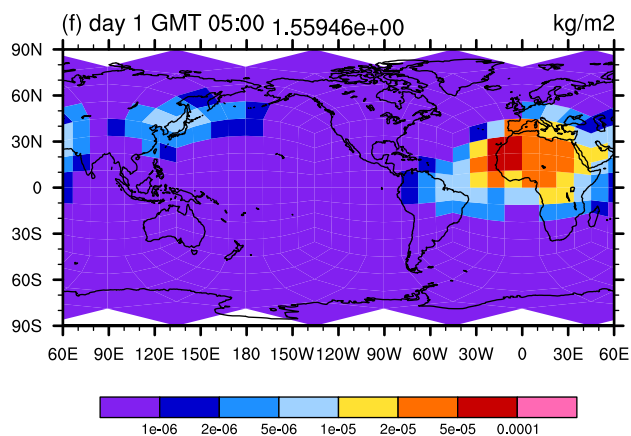 (f) day 1 GMT 05:00 1.55946e+00 kg/m2
90N
60N
30N
0
30S
60S
90S
60E 90E 120E 150E 180 150W 120W 90W 60W 30W 0 30E 60E
1e-06 2e-06 5e-06 1e-05 2e-05 5e-05 0.0001